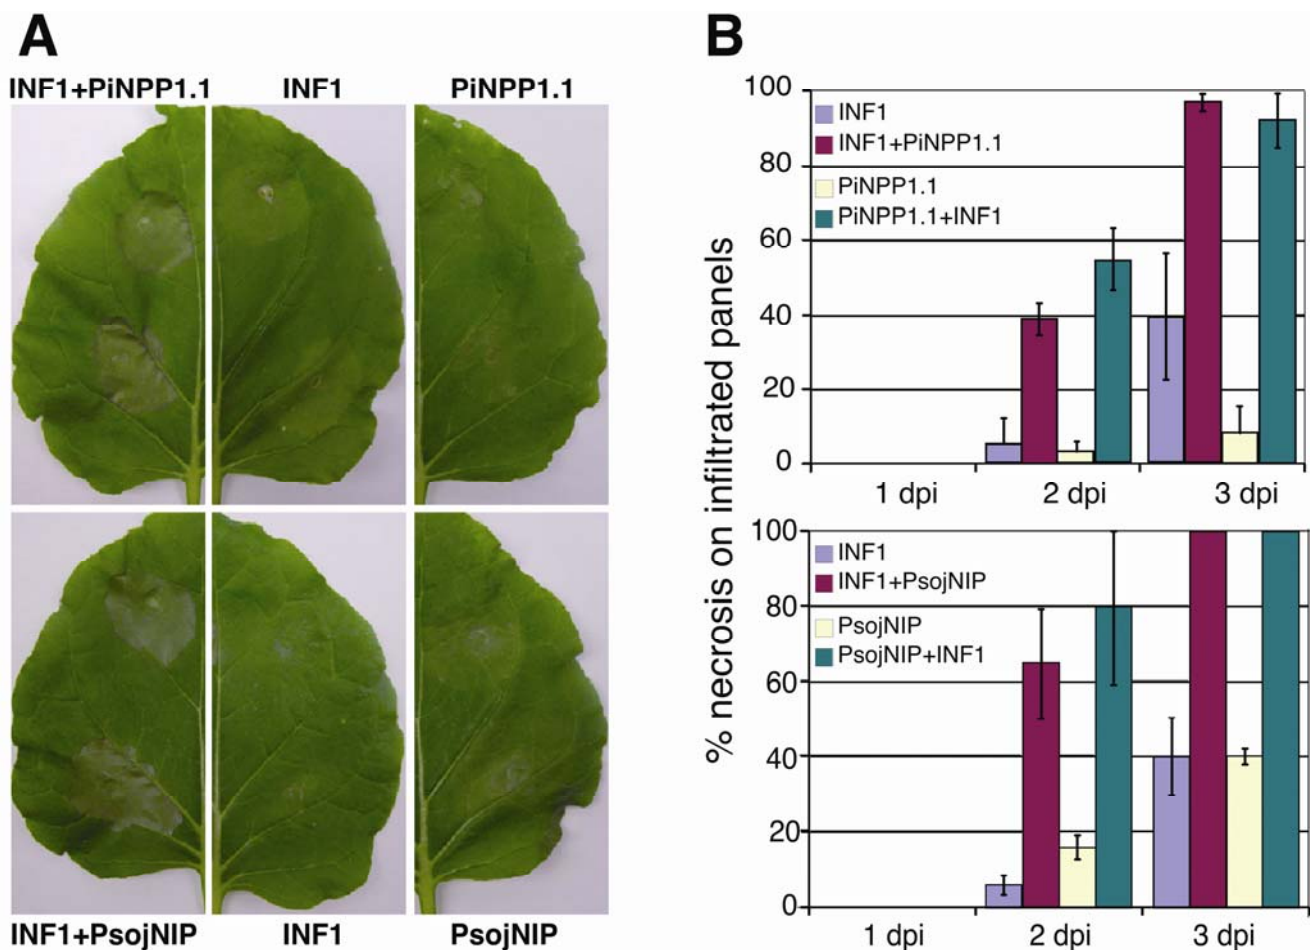 A
B
INF1+PiNPP1.1 INF1 PiNPP1.1
INF1+PsojNIP INF1 PsojNIP
% necrosis on infiltrated panels
100
80
60
40
20
0
INF1
INF1+PiNPP1.1
PiNPP1.1
PiNPP1.1+INF1
1 dpi 2 dpi 3 dpi
100
80
60
40
20
0
INF1
INF1+PsojNIP
PsojNIP
PsojNIP+INF1
1 dpi 2 dpi 3 dpi